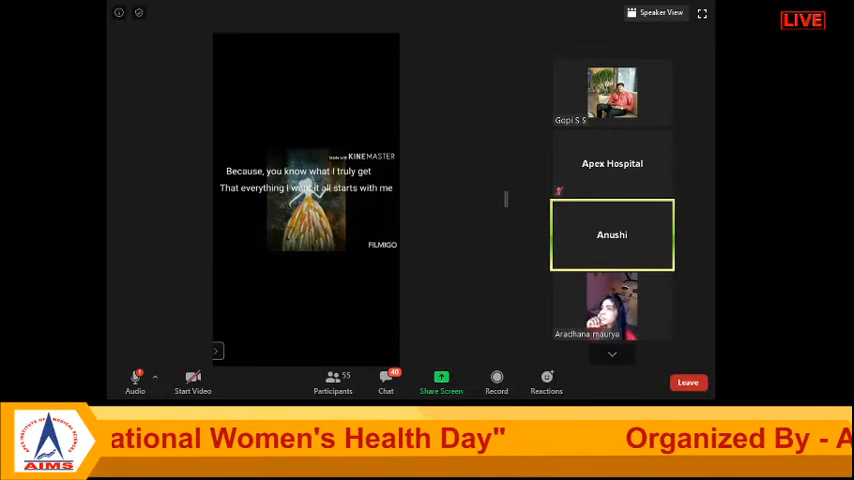 Speaker View
LIVE
Made with KINEMASTER
Because, you know what I truly get
That everything I want it all starts with me
FILMIGO
Gopi S S
Apex Hospital
Anushi
Aradhana maurya
Audio
Start Video
55
Participants
40
Chat
Share Screen
Record
Reactions
Leave
ational Women's Health Day"
Organized By - A
AIMS